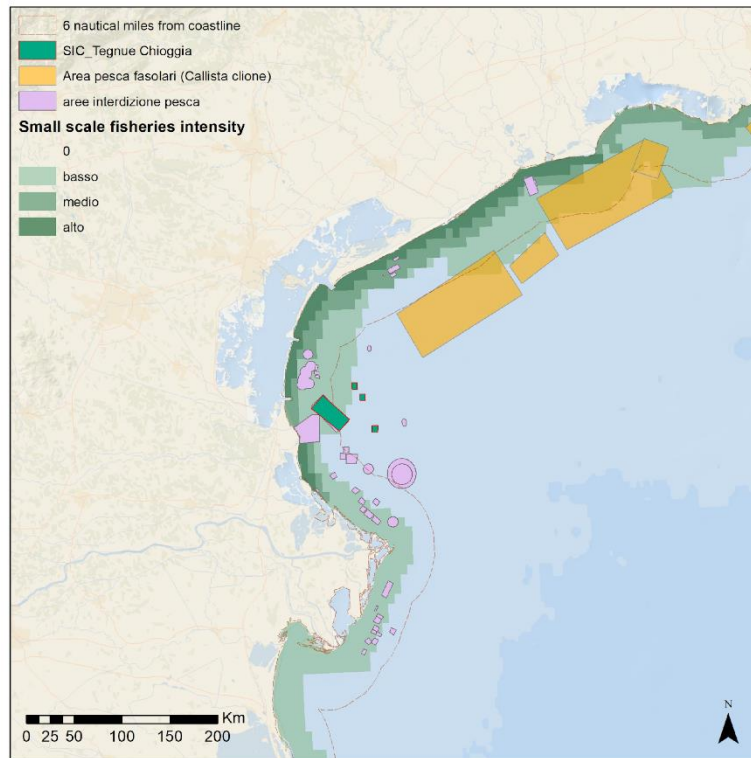 6 nautical miles from coastline
SIC_Tegnue Chioggia
Area pesca fasolari (Callista clione)
aree interdizione pesca
Small scale fisheries intensity
0
basso
medio
alto
Km
0 25 50 100 150 200
N